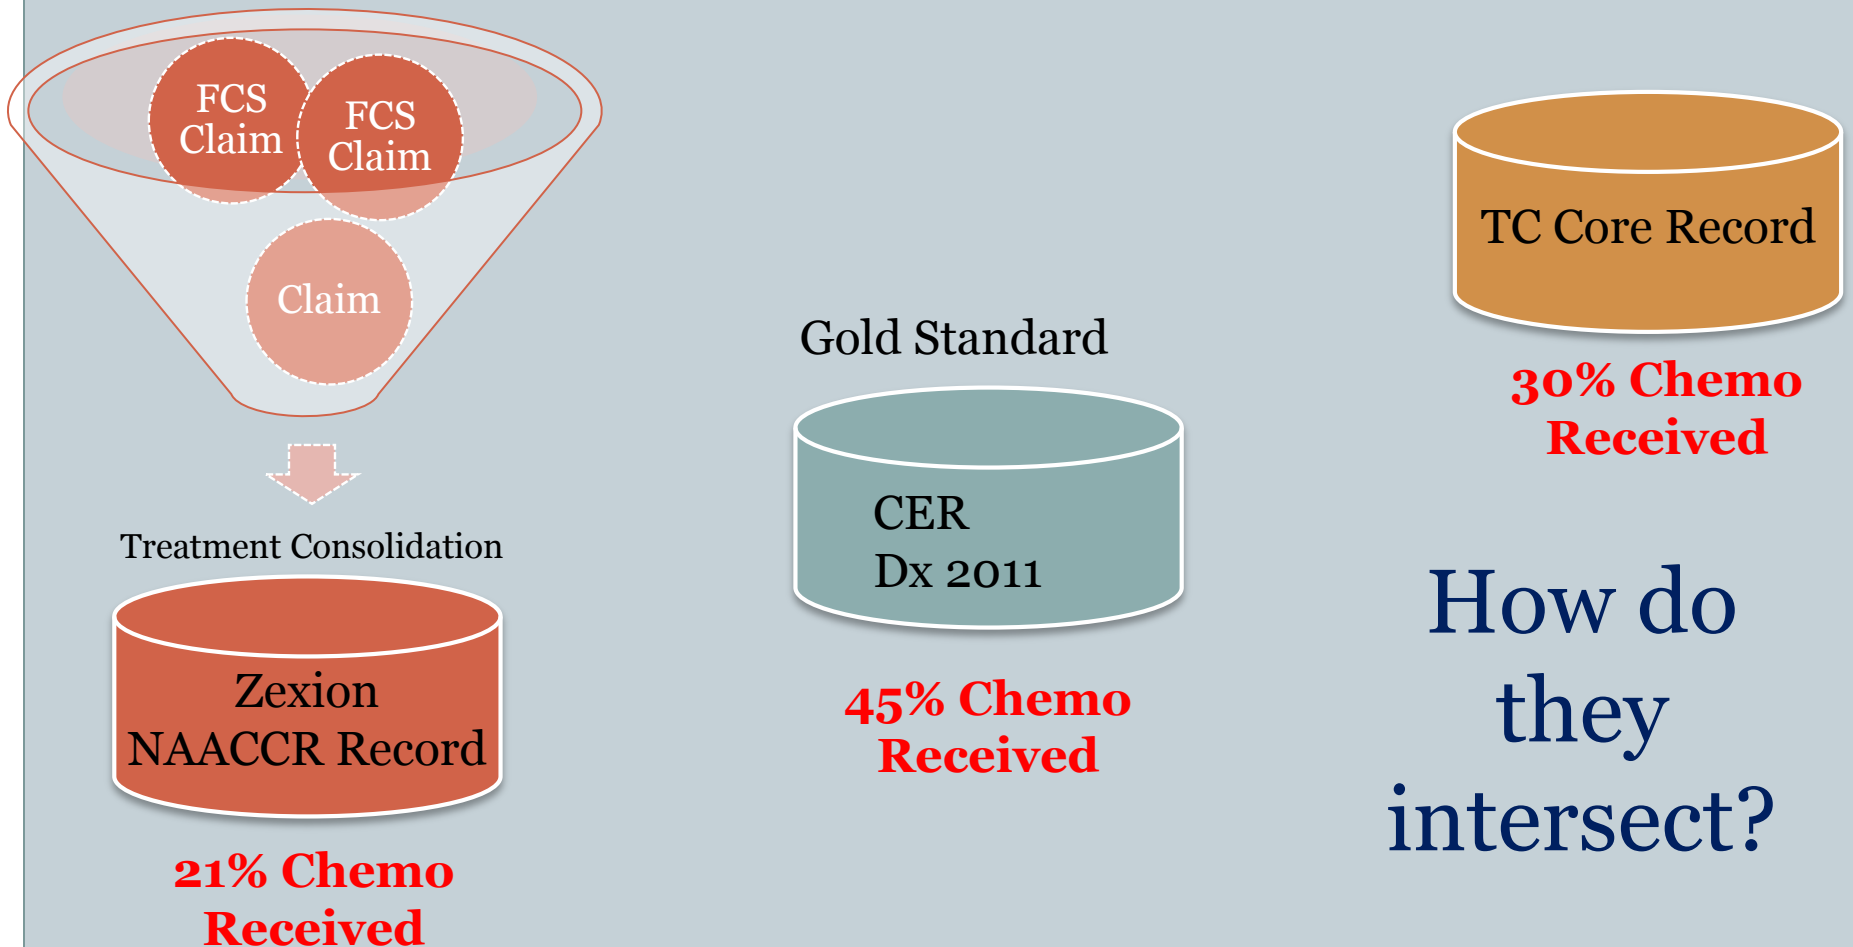 FCS
Claim
FCS
Claim
Claim
Treatment Consolidation
Zexion
NAACCR Record
21% Chemo
Received
Gold Standard
CER
Dx 2011
45% Chemo
Received
TC Core Record
30% Chemo
Received
How do
they
intersect?